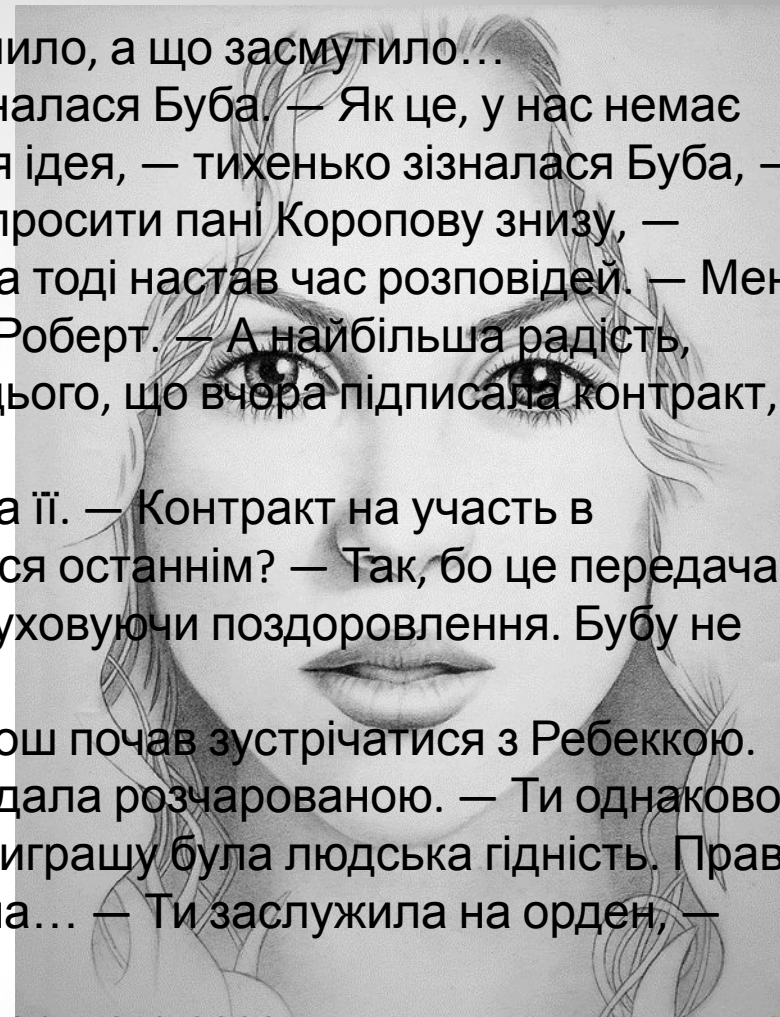 ило, а що засмутило…
налася Буба. — Як це, у нас немає
я ідея, — тихенько зізналася Буба, —
просити пані Коропову знизу, —
а тоді настав час розповідей. — Мен
Роберт. — А найбільша радість,
цього, що вчора підписала контракт,
а її. — Контракт на участь в
ся останнім? — Так, бо це передача
уховуючи поздоровлення. Бубу не
ош почав зустрічатися з Ребеккою.
дала розчарованою. — Ти однаково
играшу була людська гідність. Прав
на… — Ти заслужила на орден, —